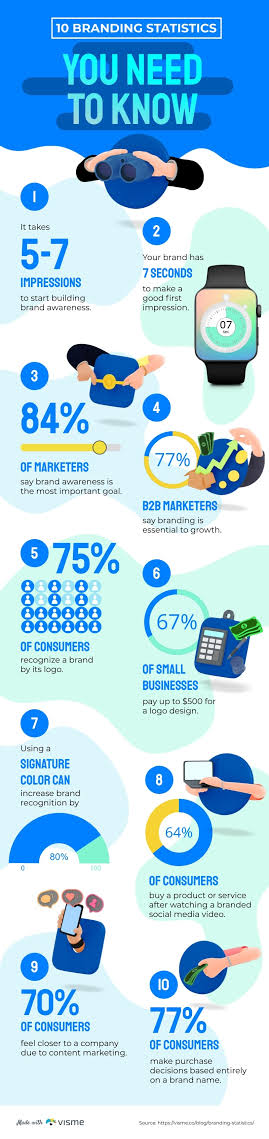 10 BRANDING STATISTICS
YOU NEED
TO KNOW
1
It takes
5-7
IMPRESSIONS
to start building
brand awareness.
2
Your brand has
7 SECONDS
to make a
good first
impression.
07
3
84%
OF MARKETERS
say brand awareness is
the most important goal.
4
77%
B2B MARKETERS
say branding is
essential to growth.
5
75%
OF CONSUMERS
recognize a brand
by its logo.
6
67%
OF SMALL
BUSINESSES
pay up to $500 for
a logo design.
7
Using a
SIGNATURE
COLOR CAN
increase brand
recognition by
80%
0
100
8
64%
OF CONSUMERS
buy a product or service
after watching a branded
social media video.
9
70%
OF CONSUMERS
feel closer to a company
due to content marketing.
10
77%
OF CONSUMERS
make purchase
decisions based entirely
on a brand name.
Made with visme
Source: https://visme.co/blog/branding-statistics/